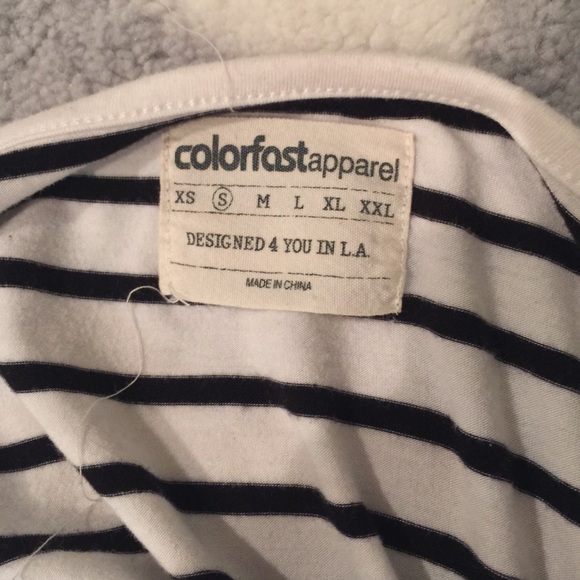 colorfastapparel
XS S M L XL XXL
DESIGNED 4 YOU IN L.A.
MADE IN CHINA